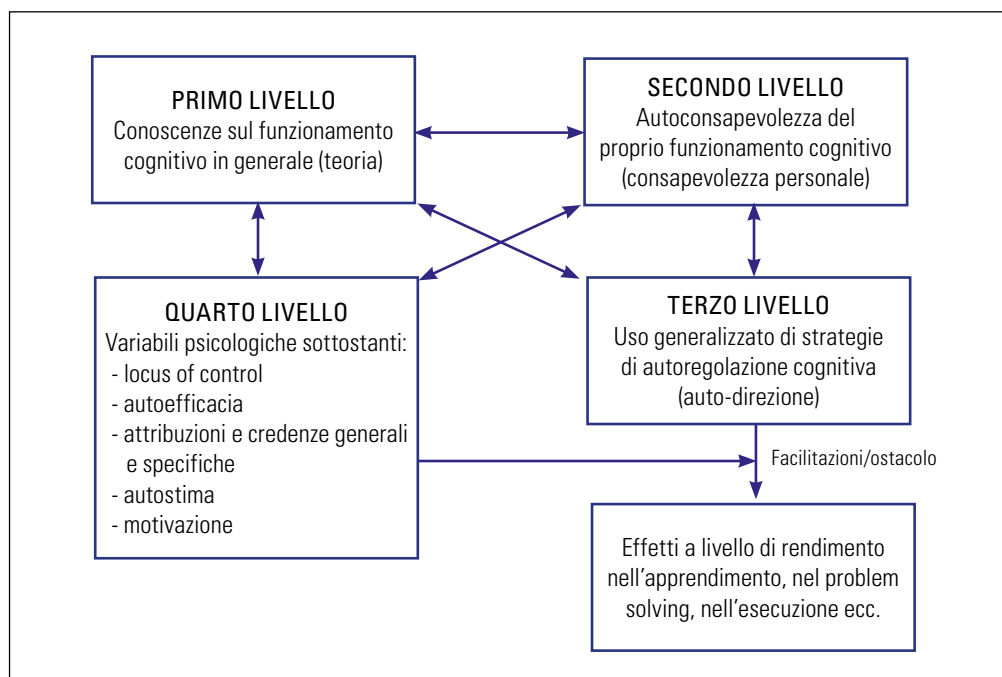 PRIMO LIVELLO
Conoscenze sul funzionamento
cognitivo in generale (teoria)
SECONDO LIVELLO
Autoconsapevolezza del
proprio funzionamento cognitivo
(consapevolezza personale)
QUARTO LIVELLO
Variabili psicologiche sottostanti:
- locus of control
- autoefficacia
- attribuzioni e credenze generali
e specifiche
- autostima
- motivazione
TERZO LIVELLO
Uso generalizzato di strategie
di autoregolazione cognitiva
(auto-direzione)
Facilitazioni/ostacolo
Effetti a livello di rendimento
nell'apprendimento, nel problem
solving, nell'esecuzione ecc.